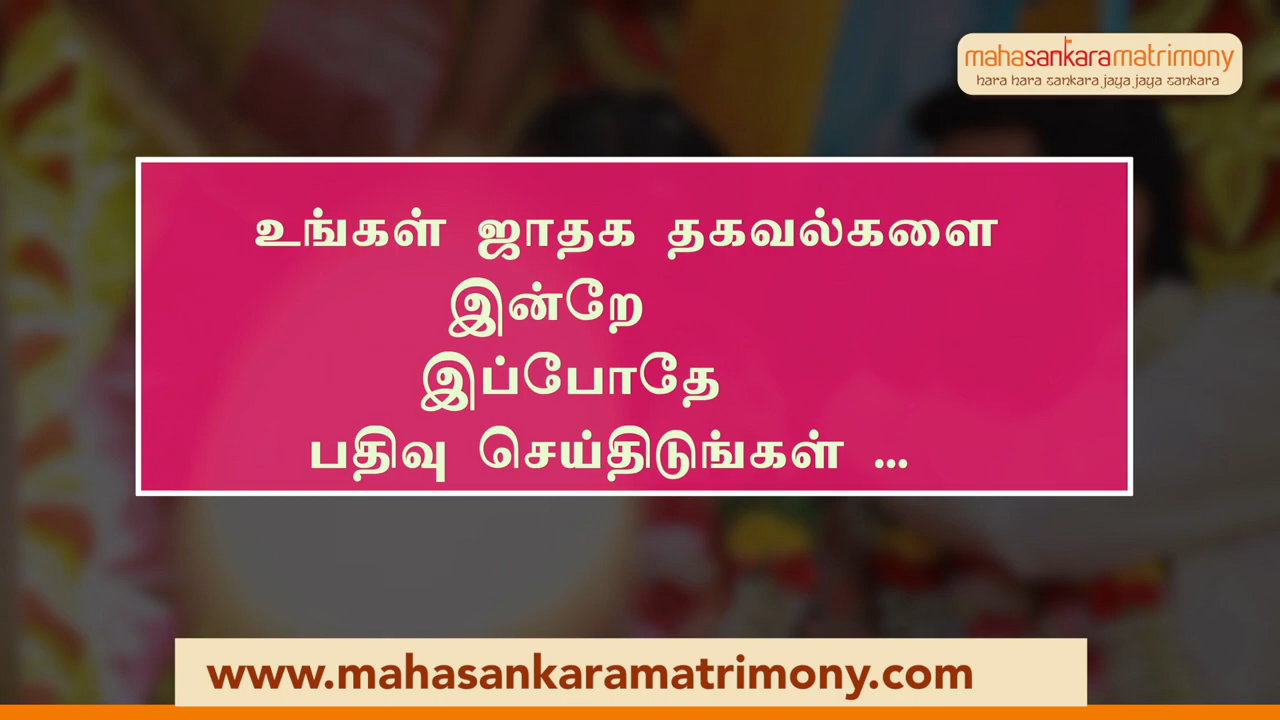 mahasankaramatrimony
hara hara sankara jaya jaya sankara
உங்கள் ஜாதக தகவல்களை
இன்றே
இப்போதே
பதிவு செய்திடுங்கள் ...
www.mahasankaramatrimony.com